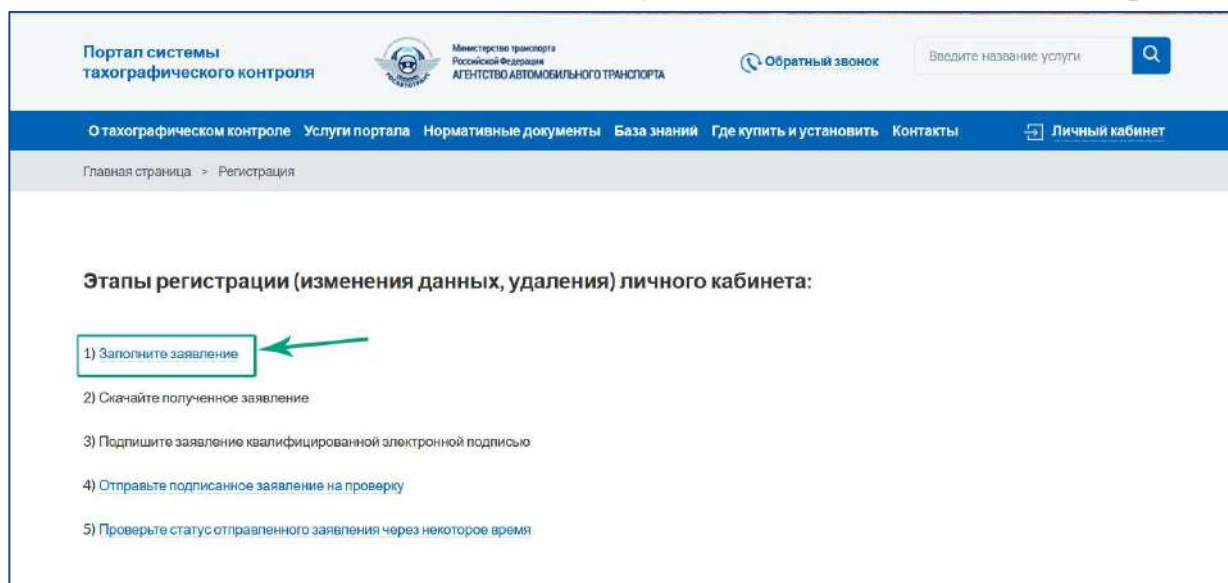 Портал системы
тахографического контроля
РОСАВТОТРАНС
Министерство транспорта
Российской Федерации
АГЕНТСТВО АВТОМОБИЛЬНОГО ТРАНСПОРТА
Обратный звонок
Введите название услуги
О тахографическом контроле Услуги портала Нормативные документы База знаний Где купить и установить Контакты Личный кабинет
Главная страница > Регистрация
Этапы регистрации (изменения данных, удаления) личного кабинета:
1) Заполните заявление
2) Скачайте полученное заявление
3) Подпишите заявление квалифицированной электронной подписью
4) Отправьте подписанное заявление на проверку
5) Проверьте статус отправленного заявления через некоторое время